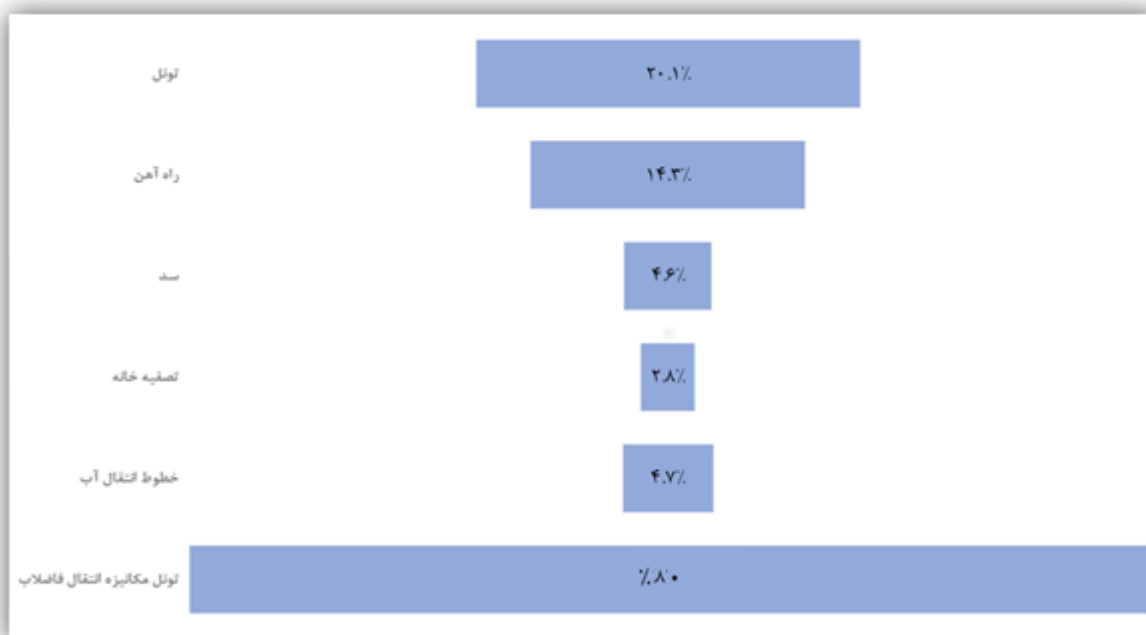 تونل
۲۰.۱٪
راه آهن
۱۴.۳٪
سد
۴.۶٪
تصفیه خانه
۲.۸٪
خطوط انتقال آب
۴.۷٪
تونل مکانیزه انتقال فاضلاب
٪۸۰